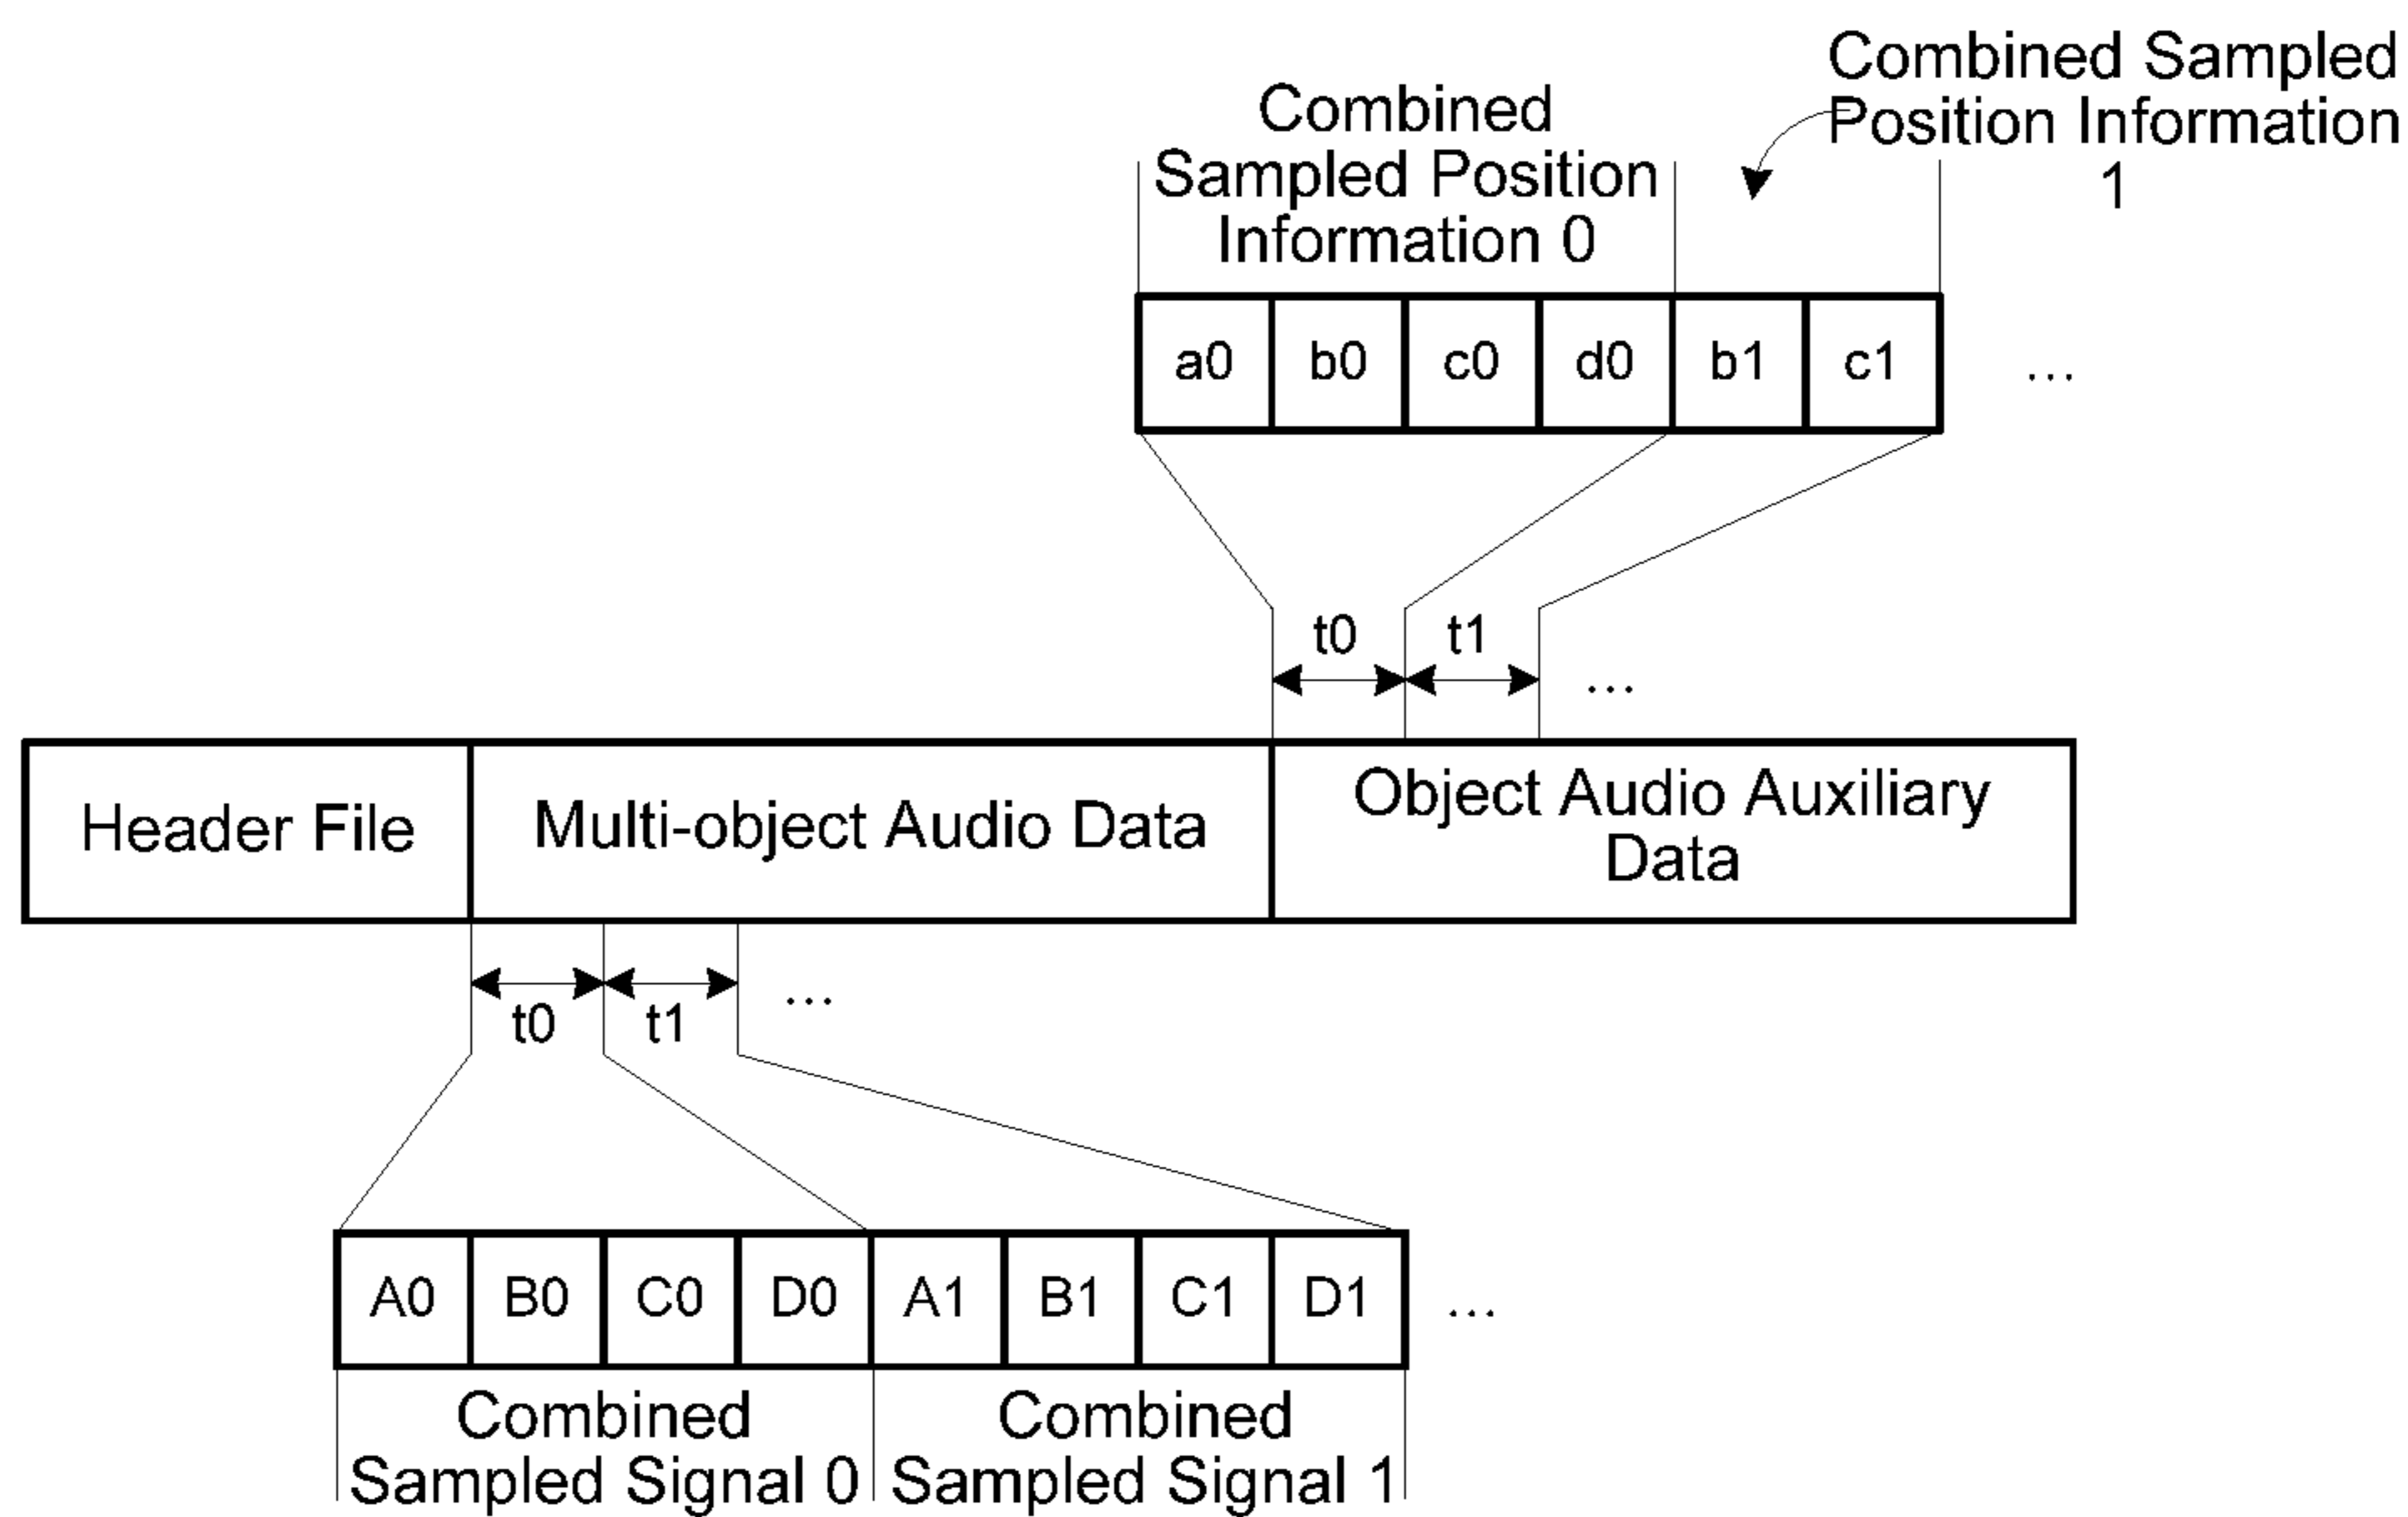 Combined Sampled
Position Information
1
Combined
Sampled Position
Information 0
a0 b0 c0 d0 b1 c1 ...
t0 t1 ...
Header File
Multi-object Audio Data
Object Audio Auxiliary
Data
t0 t1 ...
A0 B0 C0 D0 A1 B1 C1 D1 ...
Combined
Sampled Signal 0
Combined
Sampled Signal 1